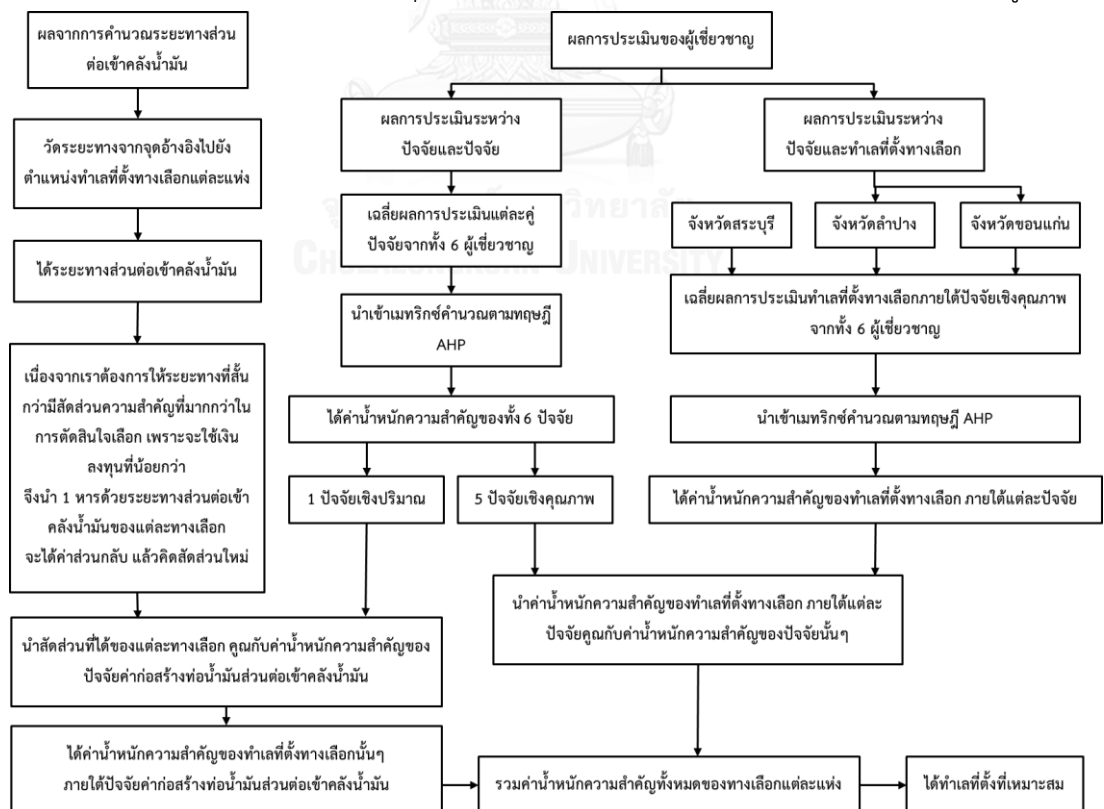 ผลจากการคำนวณระยะทางส่วน
ต่อเข้าคลังน้ำมัน
วัดระยะทางจากจุดอ้างอิงไปยัง
ตำแหน่งทำเลที่ตั้งทางเลือกแต่ละแห่ง
ได้ระยะทางส่วนต่อเข้าคลังน้ำมัน
เนื่องจากเราต้องการให้ระยะทางที่สั้น
กว่ามีสัดส่วนความสำคัญที่มากกว่าใน
การตัดสินใจเลือก เพราะจะใช้เงิน
ลงทุนที่น้อยกว่า
จึงนำ 1 หารด้วยระยะทางส่วนต่อเข้า
คลังน้ำมันของแต่ละทางเลือก
จะได้ค่าส่วนกลับ แล้วคิดสัดส่วนใหม่
ผลการประเมินของผู้เชี่ยวชาญ
ผลการประเมินระหว่าง
ปัจจัยและปัจจัย
เฉลี่ยผลการประเมินแต่ละคู่
ปัจจัยจากทั้ง 6 ผู้เชี่ยวชาญ
นำเข้าเมทริกซ์คำนวณตามทฤษฎี
AHP
ได้ค่าน้ำหนักความสำคัญของทั้ง 6 ปัจจัย
1 ปัจจัยเชิงปริมาณ
5 ปัจจัยเชิงคุณภาพ
ผลการประเมินระหว่าง
ปัจจัยและทำเลที่ตั้งทางเลือก
จังหวัดสระบุรี
จังหวัดลำปาง
จังหวัดขอนแก่น
เฉลี่ยผลการประเมินทำเลที่ตั้งทางเลือกภายใต้ปัจจัยเชิงคุณภาพ
จากทั้ง 6 ผู้เชี่ยวชาญ
นำเข้าเมทริกซ์คำนวณตามทฤษฎี AHP
ได้ค่าน้ำหนักความสำคัญของทำเลที่ตั้งทางเลือก ภายใต้แต่ละปัจจัย
นำค่าน้ำหนักความสำคัญของทำเลที่ตั้งทางเลือก ภายใต้แต่ละ
ปัจจัยคูณกับค่าน้ำหนักความสำคัญของปัจจัยนั้นๆ
นำสัดส่วนที่ได้ของแต่ละทางเลือก คูณกับค่าน้ำหนักความสำคัญของ
ปัจจัยค่าก่อสร้างท่อน้ำมันส่วนต่อเข้าคลังน้ำมัน
ได้ค่าน้ำหนักความสำคัญของทำเลที่ตั้งทางเลือกนั้นๆ
ภายใต้ปัจจัยค่าก่อสร้างท่อน้ำมันส่วนต่อเข้าคลังน้ำมัน
รวมค่าน้ำหนักความสำคัญทั้งหมดของทางเลือกแต่ละแห่ง
ได้ทำเลที่ตั้งที่เหมาะสม